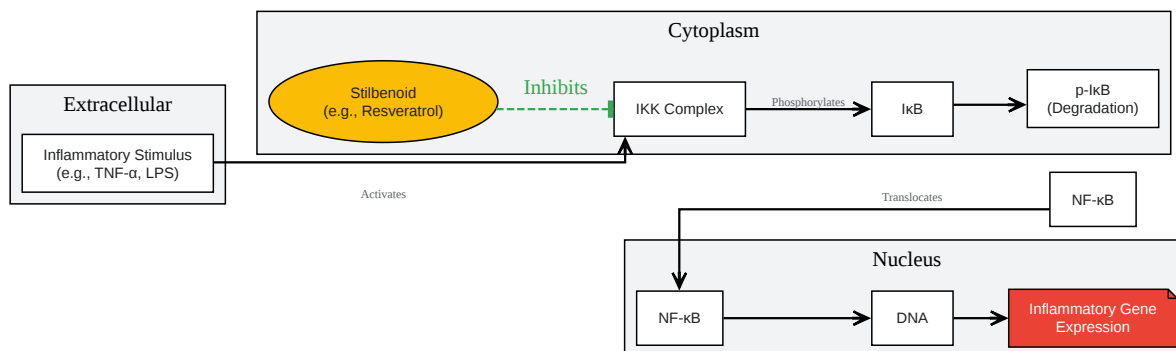 Cytoplasm
Extracellular
Stilbenoid
(e.g., Resveratrol)
Inhibits
IKK Complex
Phosphorylates
IκB
p-IκB
(Degradation)
Inflammatory Stimulus
(e.g., TNF-α, LPS)
Activates
Translocates
NF-κB
Nucleus
NF-κB
DNA
Inflammatory Gene
Expression